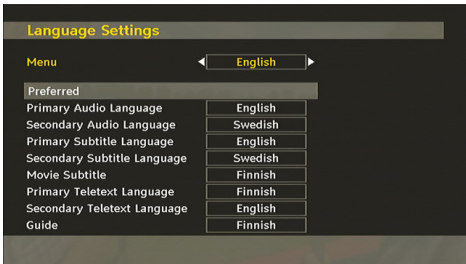 Language Settings
Menu English
Preferred
Primary Audio Language English
Secondary Audio Language Swedish
Primary Subtitle Language English
Secondary Subtitle Language Swedish
Movie Subtitle Finnish
Primary Teletext Language Finnish
Secondary Teletext Language English
Guide Finnish